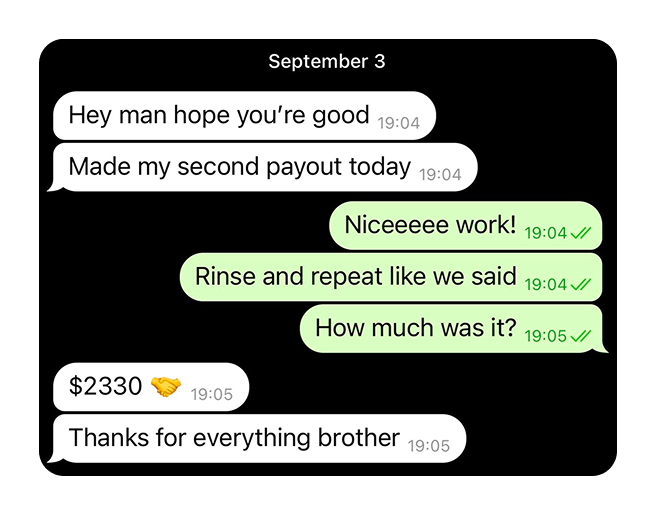 September 3
Hey man hope you’re good 19:04
Made my second payout today 19:04
Niceeeee work! 19:04
Rinse and repeat like we said 19:04
How much was it? 19:05
$2330 🤝 19:05
Thanks for everything brother 19:05